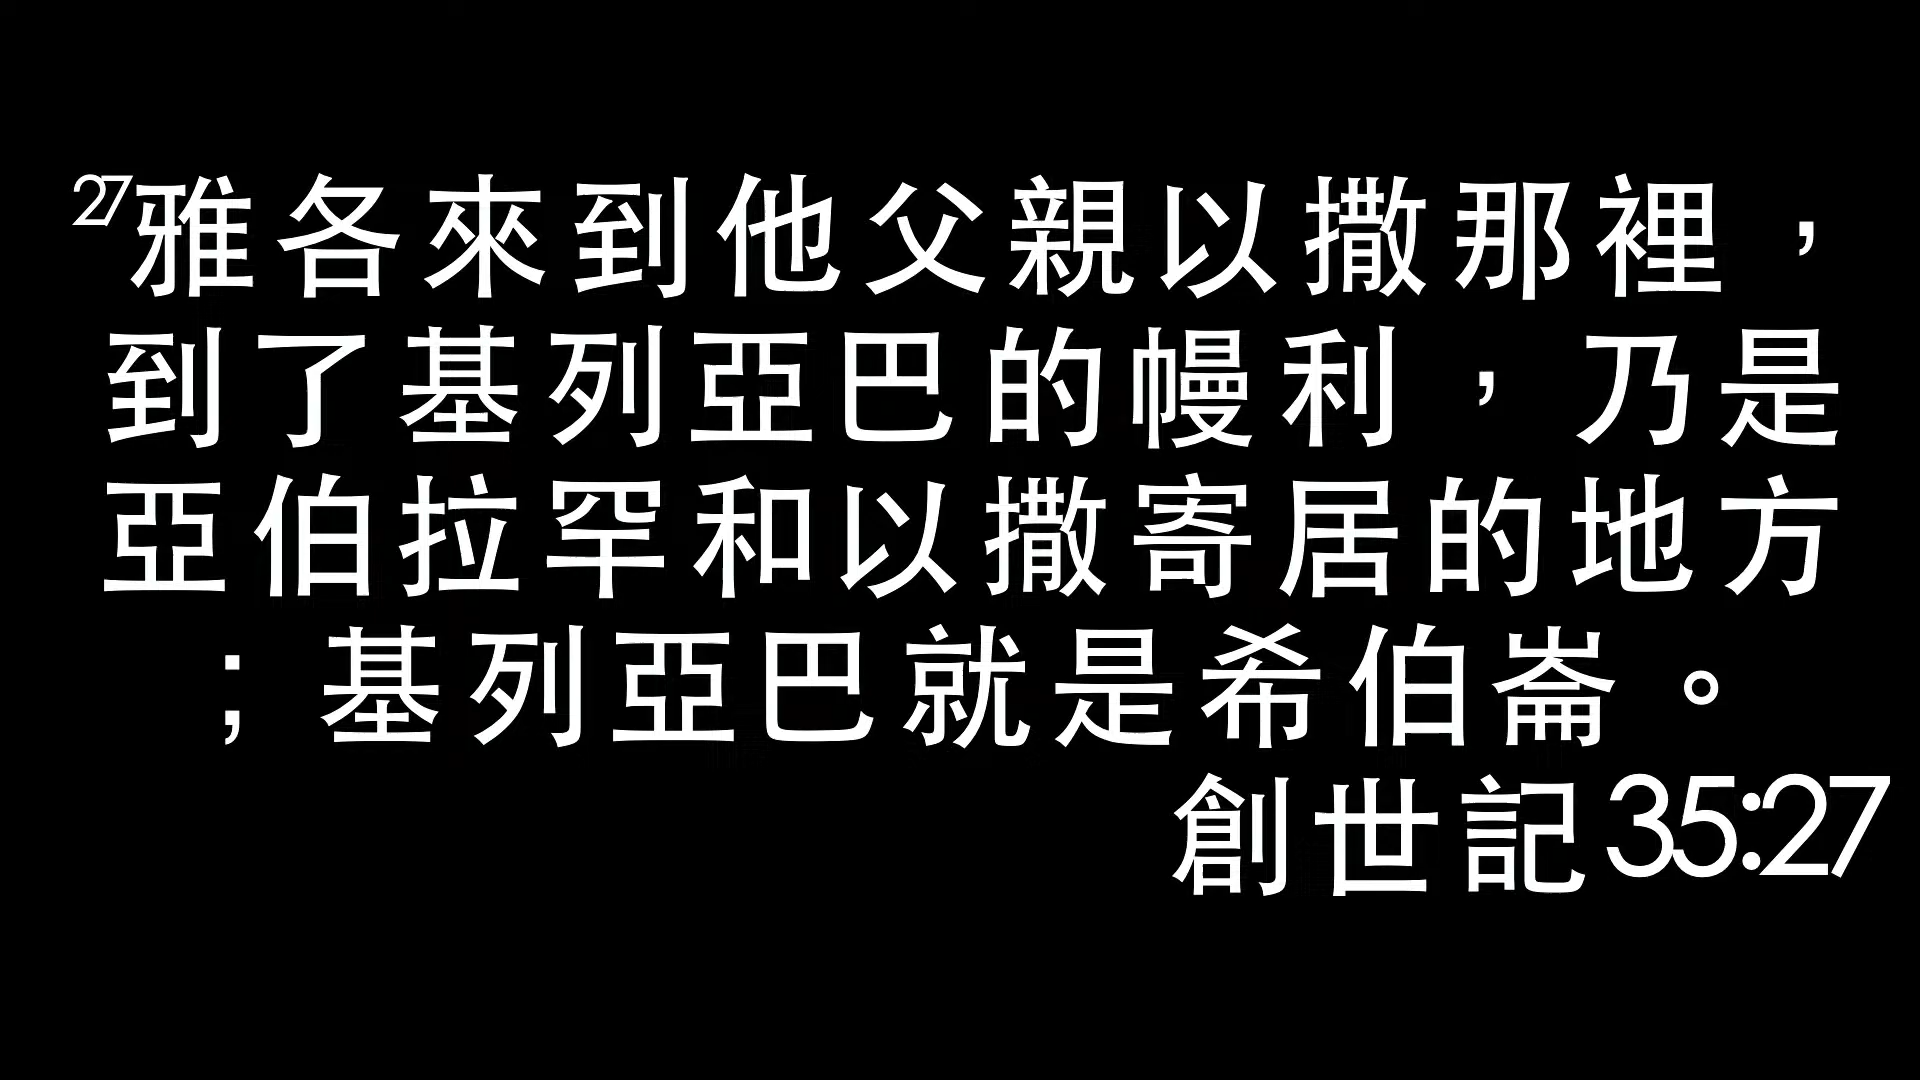 27雅各來到他父親以撒那裡，
到了基列亞巴的幔利，乃是
亞伯拉罕和以撒寄居的地方
；基列亞巴就是希伯崙。
創世記35:27